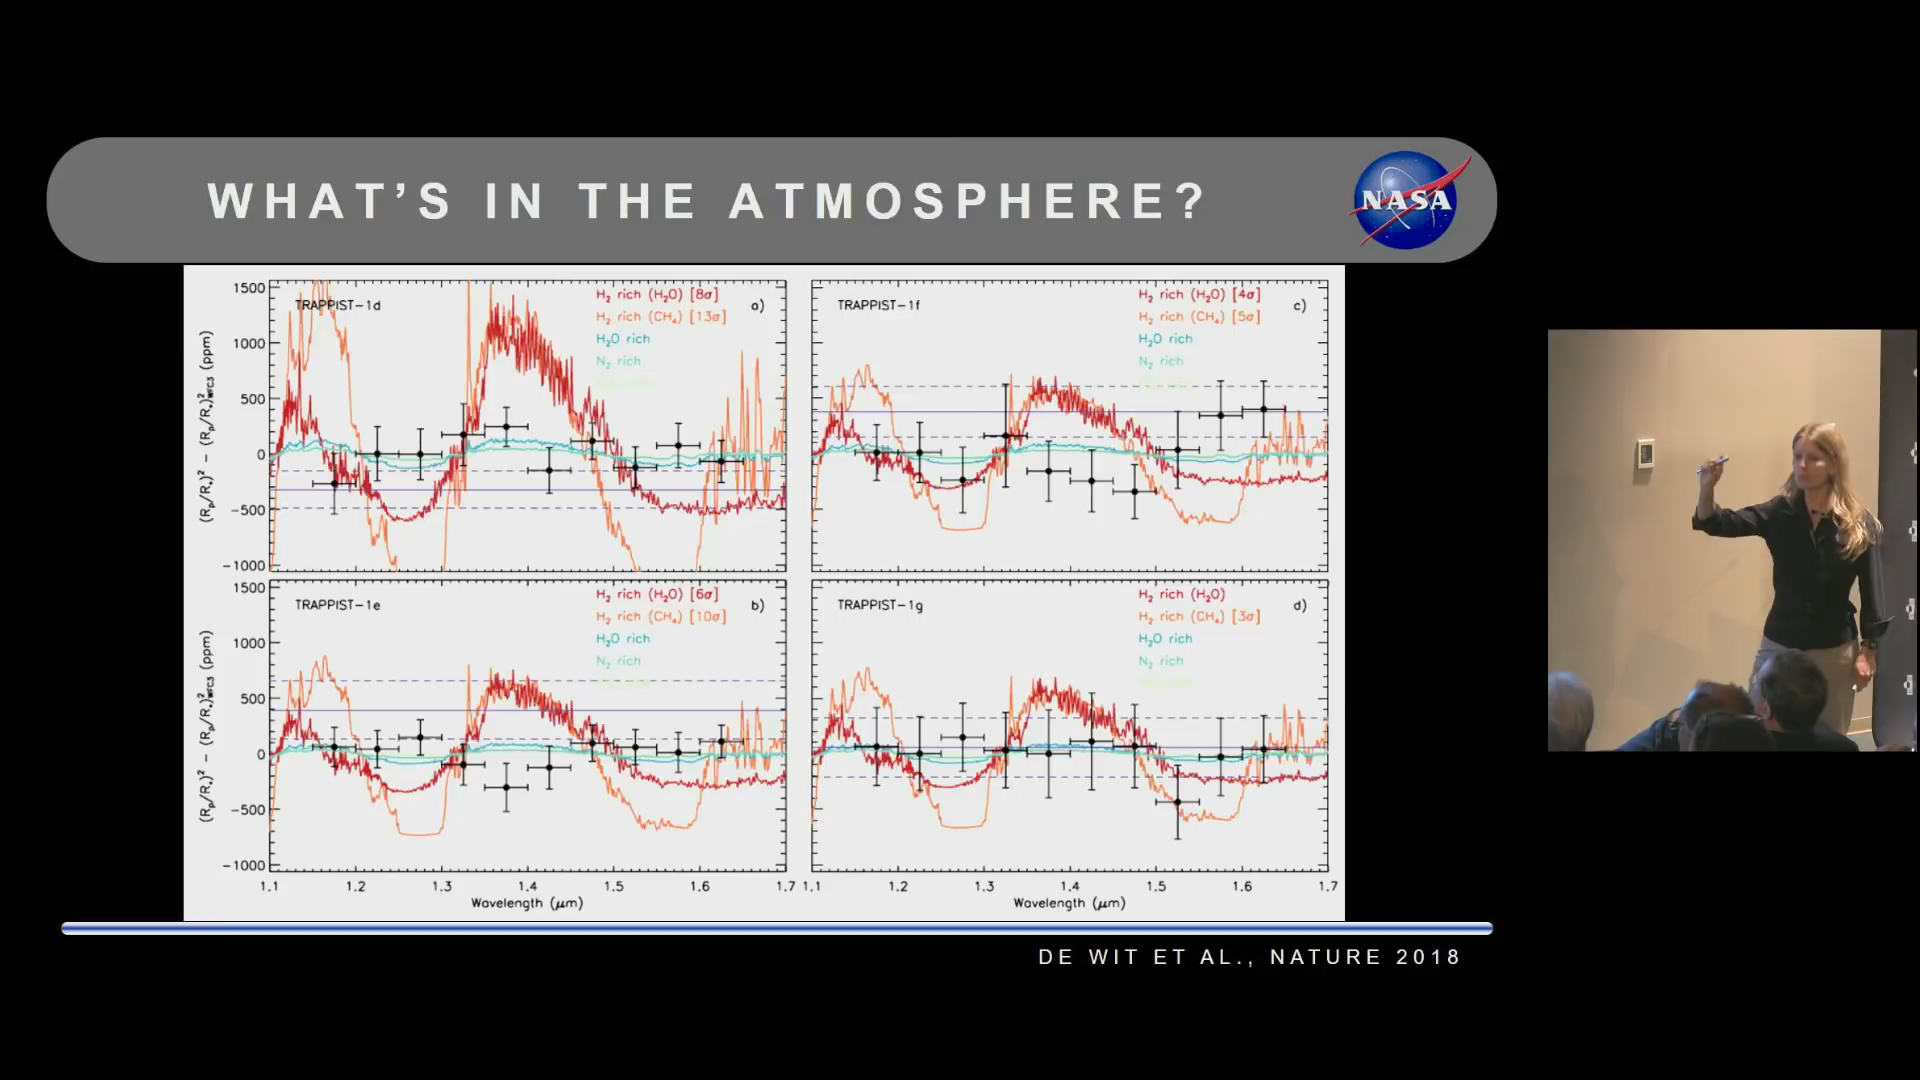 WHAT'S IN THE ATMOSPHERE?
NASA
TRAPPIST-1d
H₂ rich (H₂O) [8σ]
H₂ rich (CH₄) [13σ]
H₂O rich
N₂ rich
a)
1500
1000
500
0
-500
-1000
(Rp/R*)² - (Rp/R*)²WFC3 (ppm)
TRAPPIST-1f
H₂ rich (H₂O) [4σ]
H₂ rich (CH₄) [5σ]
H₂O rich
N₂ rich
c)
TRAPPIST-1e
H₂ rich (H₂O) [6σ]
H₂ rich (CH₄) [10σ]
H₂O rich
N₂ rich
b)
1500
1000
500
0
-500
-1000
(Rp/R*)² - (Rp/R*)²WFC3 (ppm)
1.1 1.2 1.3 1.4 1.5 1.6 1.7
Wavelength (μm)
TRAPPIST-1g
H₂ rich (H₂O)
H₂ rich (CH₄) [3σ]
H₂O rich
N₂ rich
d)
1.1 1.2 1.3 1.4 1.5 1.6 1.7
Wavelength (μm)
DE WIT ET AL., NATURE 2018